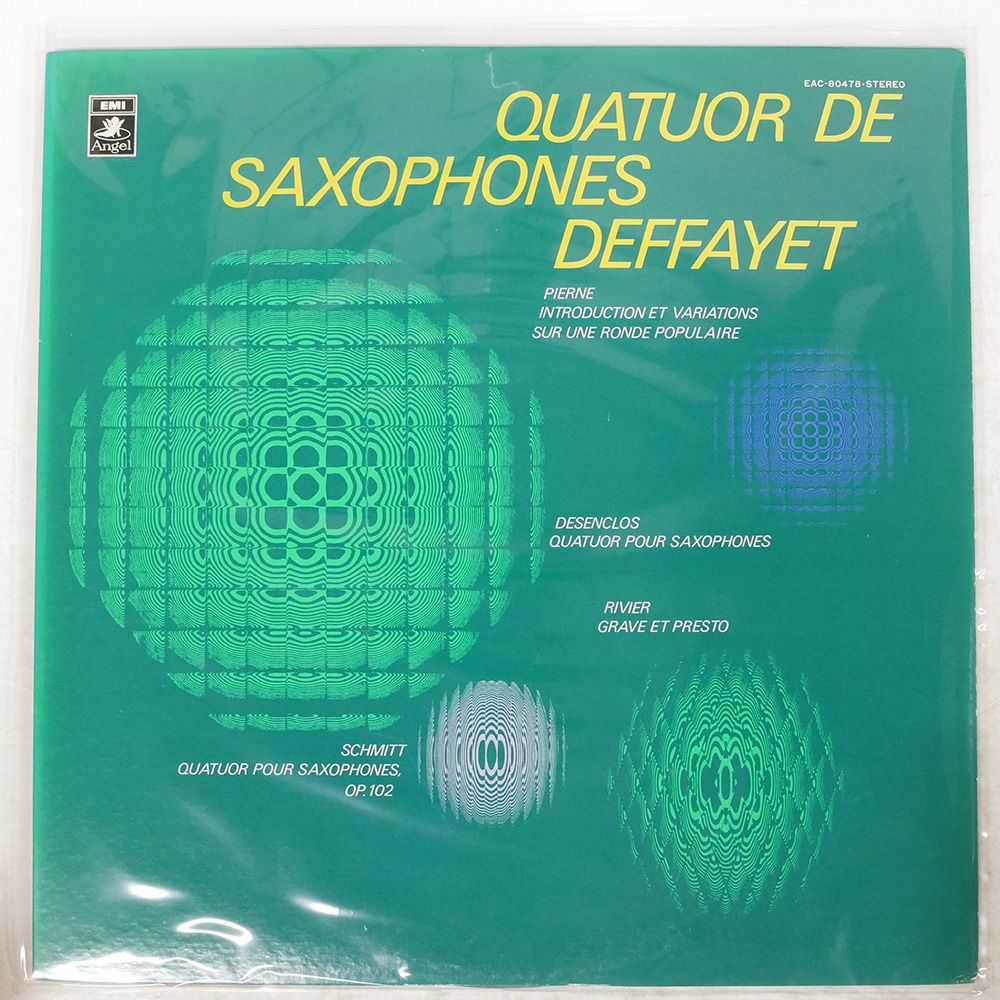 EAC-80478·STEREO
EMI
Angel
QUATUOR DE
SAXOPHONES
DEFFAYET
PIERNE
INTRODUCTION ET VARIATIONS
SUR UNE RONDE POPULAIRE
DESENCLOS
QUATUOR POUR SAXOPHONES
RIVIER
GRAVE ET PRESTO
SCHMITT
QUATUOR POUR SAXOPHONES,
OP.102